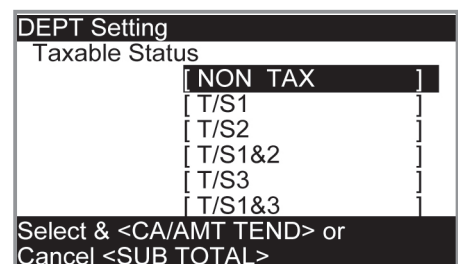 DEPT Setting
Taxable Status
[ NON TAX ]
[ T/S1 ]
[ T/S2 ]
[ T/S1&2 ]
[ T/S3 ]
[ T/S1&3 ]
Select & <CA/AMT TEND> or
Cancel <SUB TOTAL>